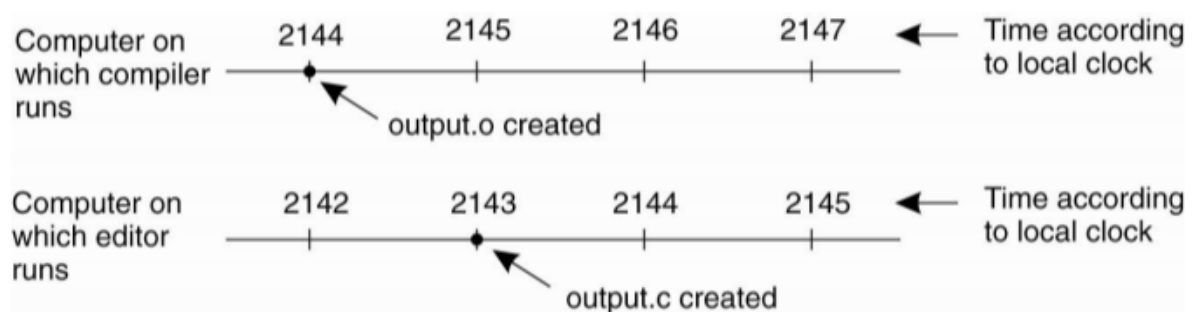 Computer on
which compiler
runs
2144 2145 2146 2147
Time according
to local clock
output.o created
Computer on
which editor
runs
2142 2143 2144 2145
Time according
to local clock
output.c created